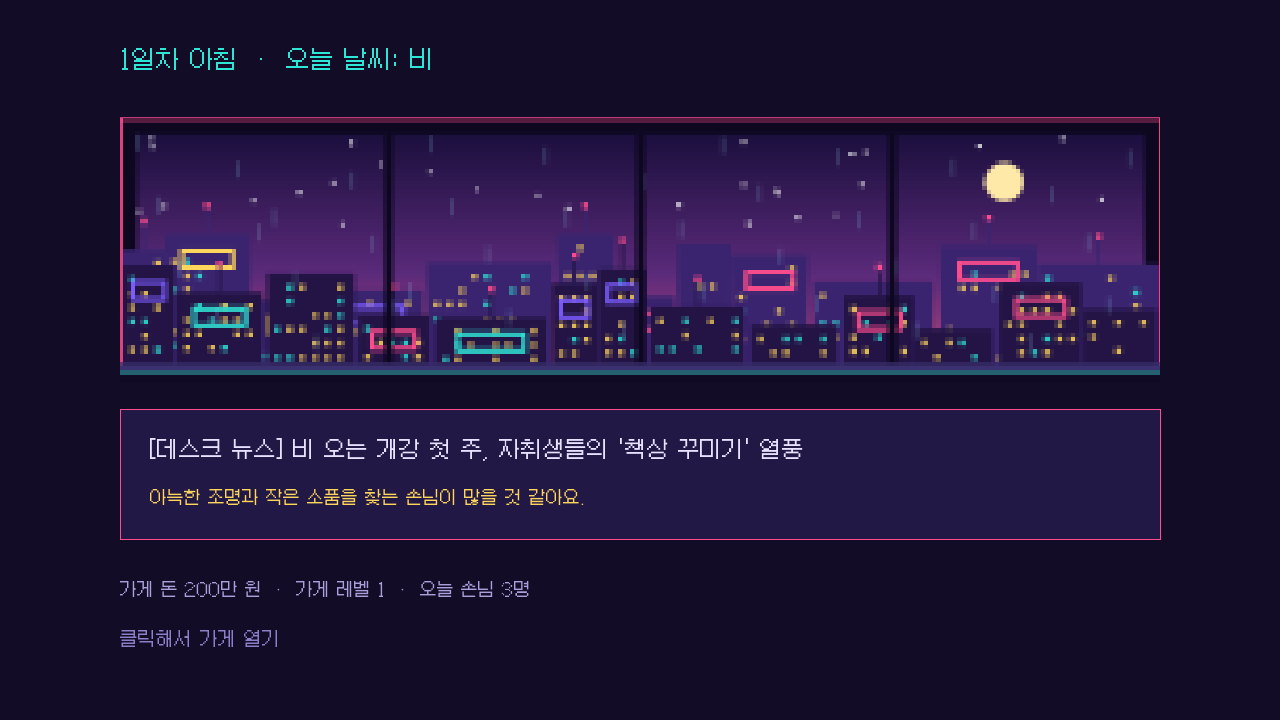 1일차 아침 · 오늘 날씨: 비
[데스크 뉴스] 비 오는 개강 첫 주, 자취생들의 '책상 꾸미기' 열풍
아늑한 조명과 작은 소품을 찾는 손님이 많을 것 같아요.
가게 돈 200만 원 · 가게 레벨 1 · 오늘 손님 3명
클릭해서 가게 열기